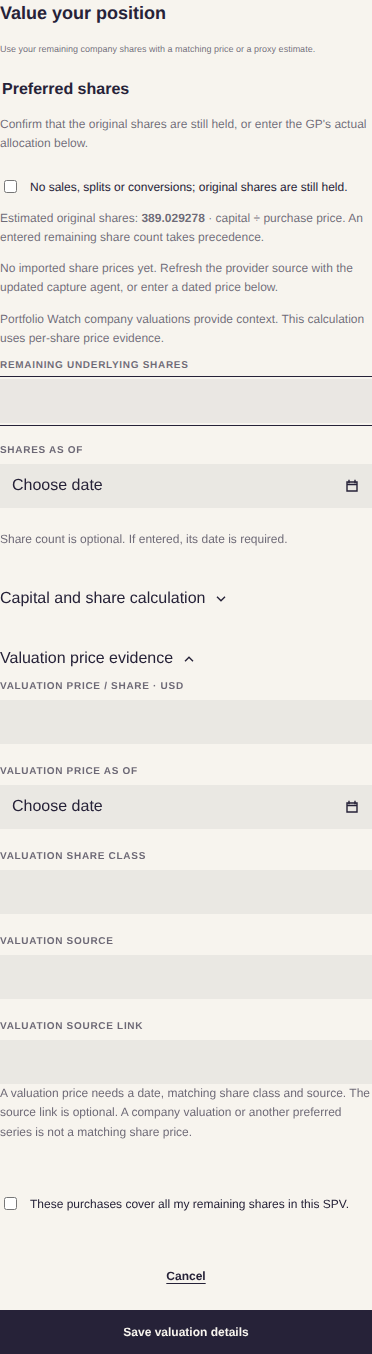 Value your position
Use your remaining company shares with a matching price or a proxy estimate.
Preferred shares
Confirm that the original shares are still held, or enter the GP's actual
allocation below.
No sales, splits or conversions; original shares are still held.
Estimated original shares: 389.029278 · capital ÷ purchase price. An
entered remaining share count takes precedence.
No imported share prices yet. Refresh the provider source with the
updated capture agent, or enter a dated price below.
Portfolio Watch company valuations provide context. This calculation
uses per-share price evidence.
REMAINING UNDERLYING SHARES
SHARES AS OF
Choose date
Share count is optional. If entered, its date is required.
Capital and share calculation
Valuation price evidence
VALUATION PRICE / SHARE · USD
VALUATION PRICE AS OF
Choose date
VALUATION SHARE CLASS
VALUATION SOURCE
VALUATION SOURCE LINK
A valuation price needs a date, matching share class and source. The
source link is optional. A company valuation or another preferred
series is not a matching share price.
These purchases cover all my remaining shares in this SPV.
Cancel
Save valuation details